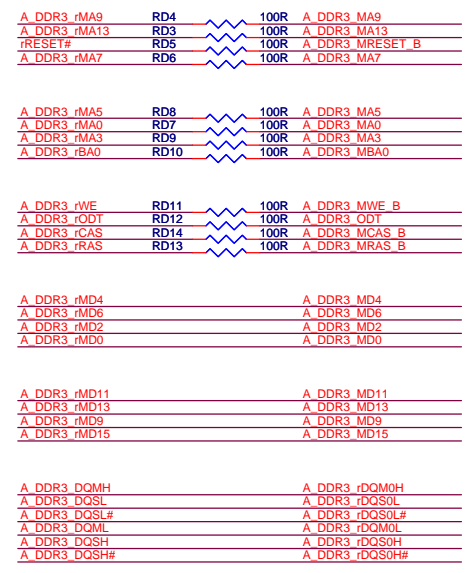 A_DDR3_rMA9 RD4 100R A_DDR3_MA9
A_DDR3_rMA13 RD3 100R A_DDR3_MA13
rRESET# RD5 100R A_DDR3_MRESET_B
A_DDR3_rMA7 RD6 100R A_DDR3_MA7
A_DDR3_rMA5 RD8 100R A_DDR3_MA5
A_DDR3_rMA0 RD7 100R A_DDR3_MA0
A_DDR3_rMA3 RD9 100R A_DDR3_MA3
A_DDR3_rBA0 RD10 100R A_DDR3_MBA0
A_DDR3_rWE RD11 100R A_DDR3_MWE_B
A_DDR3_rODT RD12 100R A_DDR3_ODT
A_DDR3_rCAS RD14 100R A_DDR3_MCAS_B
A_DDR3_rRAS RD13 100R A_DDR3_MRAS_B
A_DDR3_rMD4 A_DDR3_MD4
A_DDR3_rMD6 A_DDR3_MD6
A_DDR3_rMD2 A_DDR3_MD2
A_DDR3_rMD0 A_DDR3_MD0
A_DDR3_rMD11 A_DDR3_MD11
A_DDR3_rMD13 A_DDR3_MD13
A_DDR3_rMD9 A_DDR3_MD9
A_DDR3_rMD15 A_DDR3_MD15
A_DDR3_DQMH A_DDR3_rDQM0H
A_DDR3_DQSL A_DDR3_rDQS0L
A_DDR3_DQSL# A_DDR3_rDQS0L#
A_DDR3_DQML A_DDR3_rDQM0L
A_DDR3_DQSH A_DDR3_rDQS0H
A_DDR3_DQSH# A_DDR3_rDQS0H#